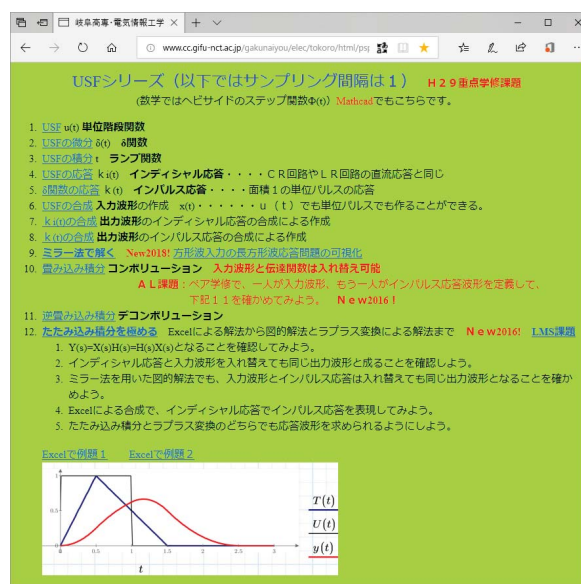 岐阜高専・電気情報工学
www.cc.gifu-nct.ac.jp/gakunaiyou/elec/tokoro/html/psp
USFシリーズ(以下ではサンプリング間隔は1) H29重点学修課題
(数学ではヘビサイドのステップ関数Φ(t)) Mathcadでもこちらです。
1. USF u(t) 単位階段関数
2. USFの微分 δ(t) δ関数
3. USFの積分 t ランプ関数
4. USFの応答 ki(t) インディシャル応答・・・・CR回路やLR回路の直流応答と同じ
5. δ関数の応答 k(t) インパルス応答・・・・面積1の単位パルスの応答
6. USFの合成 入力波形の作成 x(t)・・・・・・u(t)でも単位パルスでも作ることができる。
7. ki(t)の合成 出力波形のインディシャル応答の合成による作成
8. k(t)の合成 出力波形のインパルス応答の合成による作成
9. ミラー法で解く New2018! 方形波入力の長方形波応答問題の可視化
10. 畳み込み積分 コンボリューション 入力波形と伝達関数は入れ替え可能
AL課題:ペア学修で、一人が入力波形、もう一人がインパルス応答波形を定義して、
下記11を確かめてみよう。 New2016!
11. 逆畳み込み積分 デコンボリューション
12. たたみ込み積分を極める Excelによる解法から図的解法とラプラス変換による解法まで New2016! LMS課題
1. Y(s)=X(s)H(s)=H(s)X(s)となることを確認してみよう。
2. インディシャル応答と入力波形を入れ替えても同じ出力波形と成ることを確認しよう。
3. ミラー法を用いた図的解法でも、入力波形とインパルス応答は入れ替えても同じ出力波形となることを確か
めよう。
4. Excelによる合成で、インディシャル応答でインパルス応答を表現してみよう。
5. たたみ込み積分とラプラス変換のどちらでも応答波形を求められるようにしよう。
Excelで例題1 Excelで例題2
1
0.5
0 0.5 1 1.5 2 2.5 3
t
T(t)
U(t)
y(t)